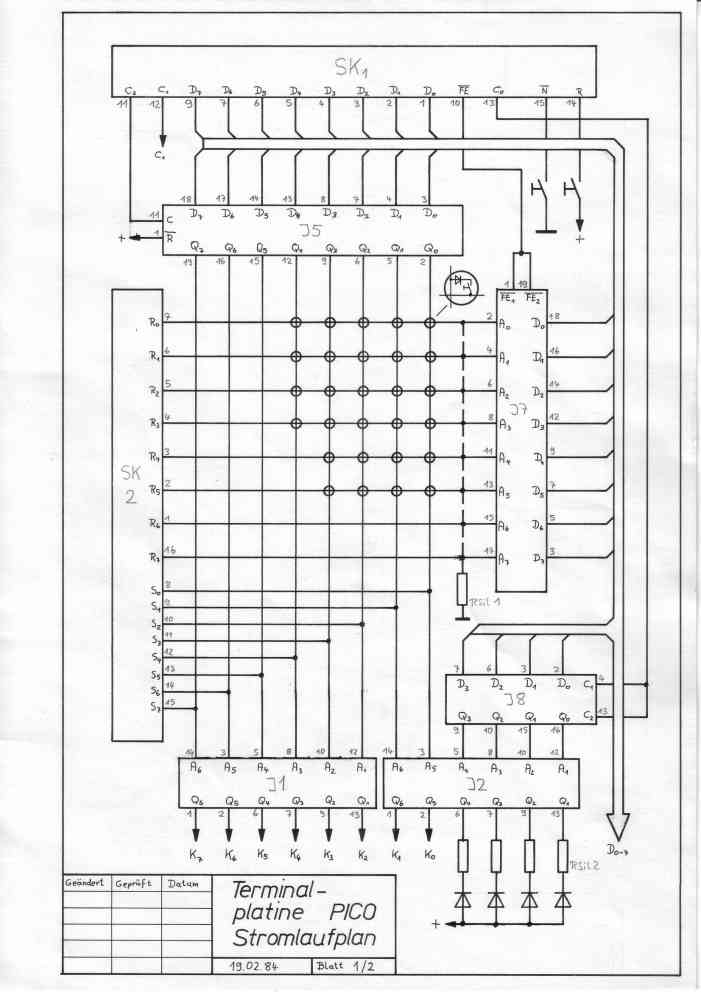 SK1
C2 C1 D7 D6 D5 D4 D3 D2 D1 D0 FE C0 N R
11 12 9 7 6 5 4 3 2 1 10 13 15 14
C1
18 17 14 13 8 7 4 3
11 C D7 D6 D5 D4 D3 D2 D1 D0
J5
1 R
+
Q7 Q6 Q5 Q4 Q3 Q2 Q1 Q0
19 16 15 12 9 6 5 2
+
1 19
FE1 FE2
R0 7 2 A0 D0 18
R1 6 4 A1 D1 16
R2 5 6 A2 D2 14
J7
R3 4 8 A3 D3 12
R4 3 11 A4 D4 9
SK
2
R5 2 13 A5 D5 7
R6 1 15 A6 D6 5
R7 16 17 A7 D7 3
S0 8
Rsil 1
S1 9
S2 10
S3 11
S4 12
S5 13
S6 14
S7 15
7 6 3 2
D3 D2 D1 D0 C1 4
J8
Q3 Q2 Q1 Q0 C2 13
9 10 15 16
14 3 5 8 10 12 14 3 5 8 10 12
A6 A5 A4 A3 A2 A1 A6 A5 A4 A3 A2 A1
J1 J2
Q6 Q5 Q4 Q3 Q2 Q1 Q6 Q5 Q4 Q3 Q2 Q1
1 2 6 7 9 13 1 2 6 7 9 13
K7 K6 K5 K4 K3 K2 K1 K0
D0-7
Rsil 2
+
Geändert Geprüft Datum
Terminal-
platine PICO
Stromlaufplan
19.02.84 Blatt 1/2